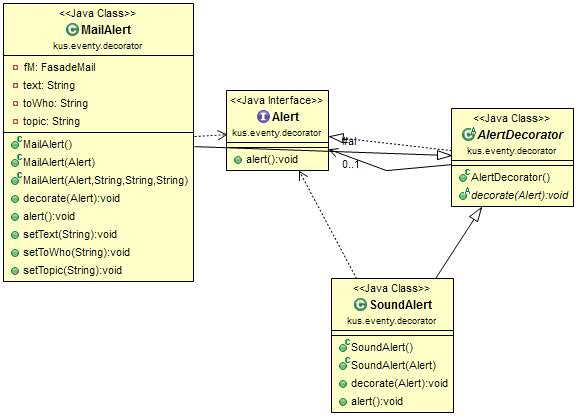 <<Java Class>>
MailAlert
kus.eventy.decorator
fM: FasadeMail
text: String
toWho: String
topic: String
MailAlert()
MailAlert(Alert)
MailAlert(Alert,String,String,String)
decorate(Alert):void
alert():void
setText(String):void
setToWho(String):void
setTopic(String):void
<<Java Interface>>
Alert
kus.eventy.decorator
alert():void
#al
0..1
<<Java Class>>
AlertDecorator
kus.eventy.decorator
AlertDecorator()
decorate(Alert):void
<<Java Class>>
SoundAlert
kus.eventy.decorator
SoundAlert()
SoundAlert(Alert)
decorate(Alert):void
alert():void